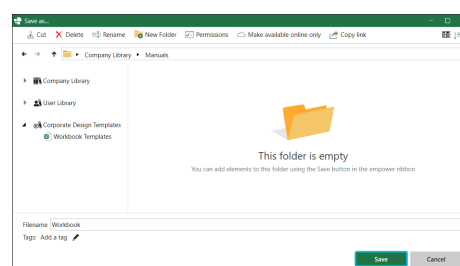 Save as...
Cut Delete Rename New Folder Permissions Make available online only Copy link
Company Library Manuals
Company Library
User Library
Corporate Design Templates
Workbook Templates
This folder is empty
You can add elements to this folder using the Save button in the empower ribbon
Filename Workbook
Tags: Add a tag
Save Cancel